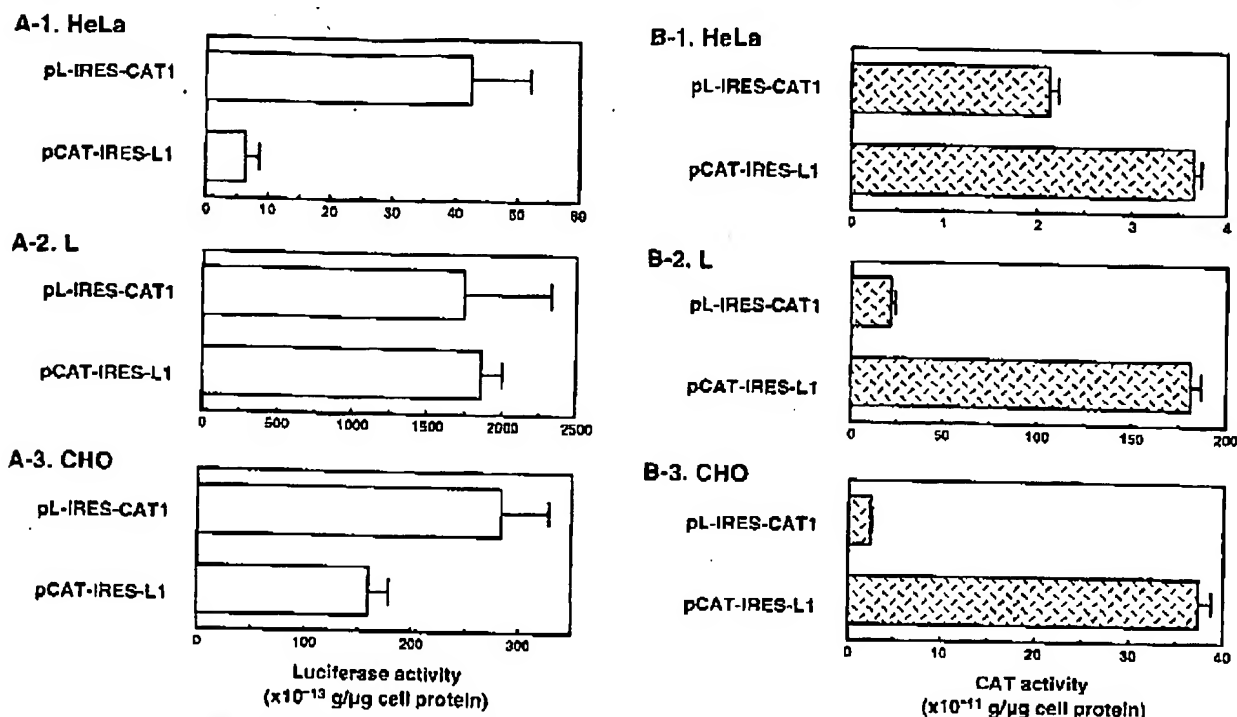 A-1. HeLa
pL-IRES-CAT1
pCAT-IRES-L1
0 10 20 30 40 50 60
A-2. L
pL-IRES-CAT1
pCAT-IRES-L1
0 500 1000 1500 2000 2500
A-3. CHO
pL-IRES-CAT1
pCAT-IRES-L1
0 100 200 300
Luciferase activity
(x10⁻¹³ g/µg cell protein)
B-1. HeLa
pL-IRES-CAT1
pCAT-IRES-L1
0 1 2 3 4
B-2. L
pL-IRES-CAT1
pCAT-IRES-L1
0 50 100 150 200
B-3. CHO
pL-IRES-CAT1
pCAT-IRES-L1
0 10 20 30 40
CAT activity
(x10⁻¹¹ g/µg cell protein)